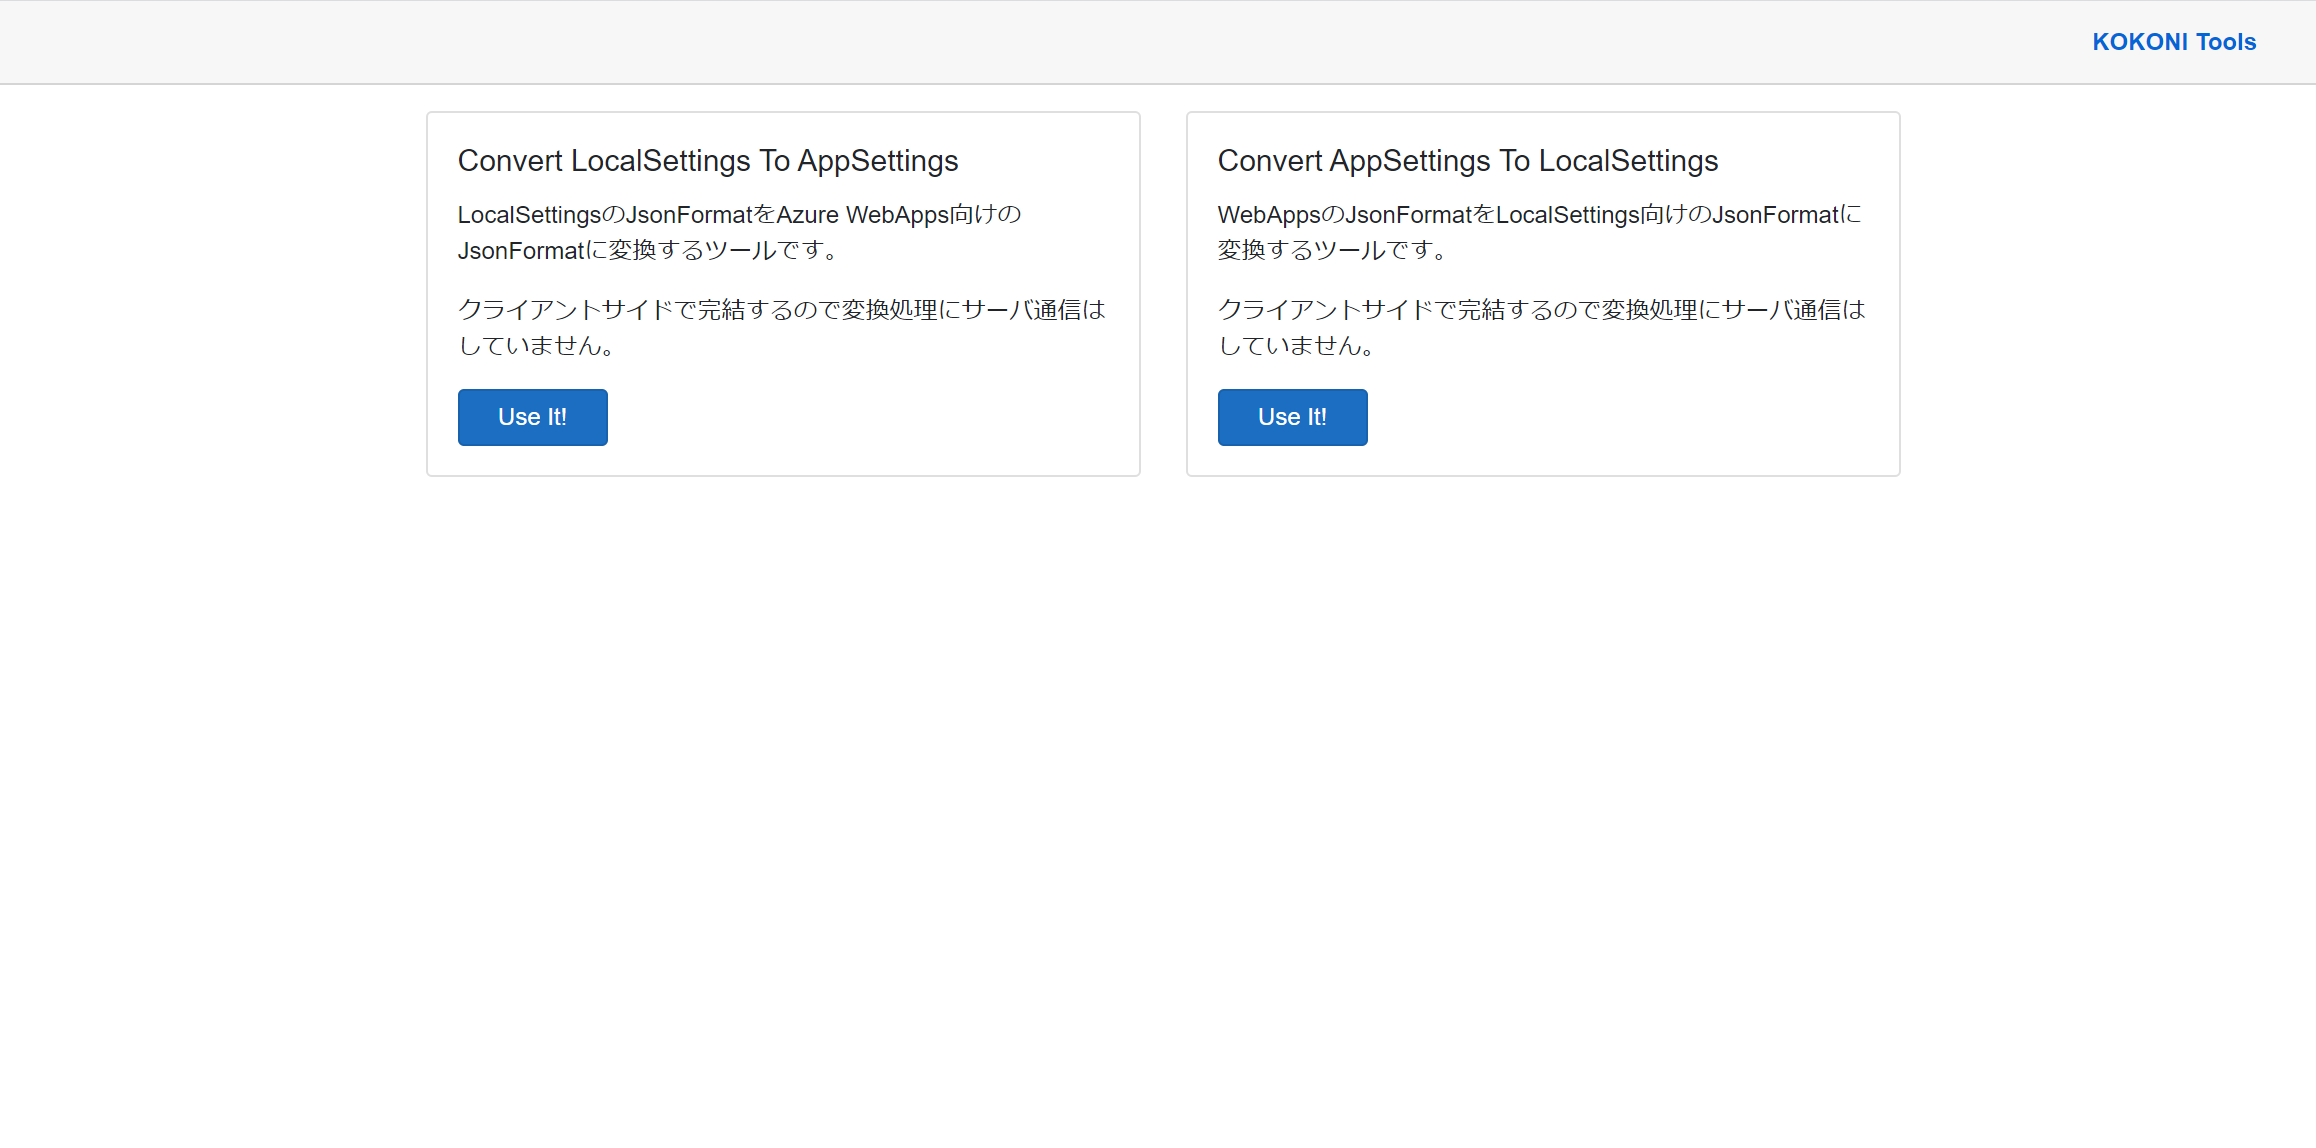 KOKONI Tools
Convert LocalSettings To AppSettings
LocalSettingsのJsonFormatをAzure WebApps向けの
JsonFormatに変換するツールです。
クライアントサイドで完結するので変換処理にサーバ通信は
していません。
Use It!
Convert AppSettings To LocalSettings
WebAppsのJsonFormatをLocalSettings向けのJsonFormatに
変換するツールです。
クライアントサイドで完結するので変換処理にサーバ通信は
していません。
Use It!